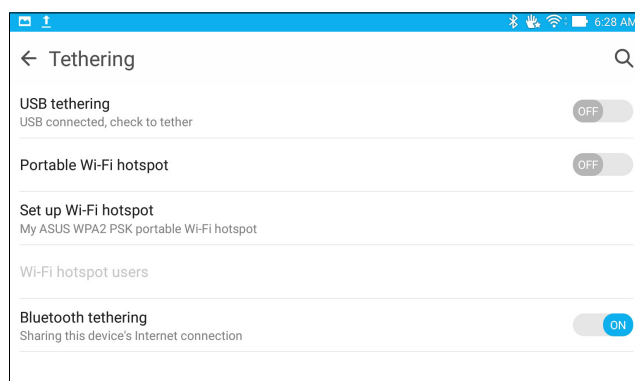 6:28 AM
Tethering
USB tethering
OFF
USB connected, check to tether
Portable Wi-Fi hotspot
OFF
Set up Wi-Fi hotspot
My ASUS WPA2 PSK portable Wi-Fi hotspot
Wi-Fi hotspot users
Bluetooth tethering
ON
Sharing this device's Internet connection